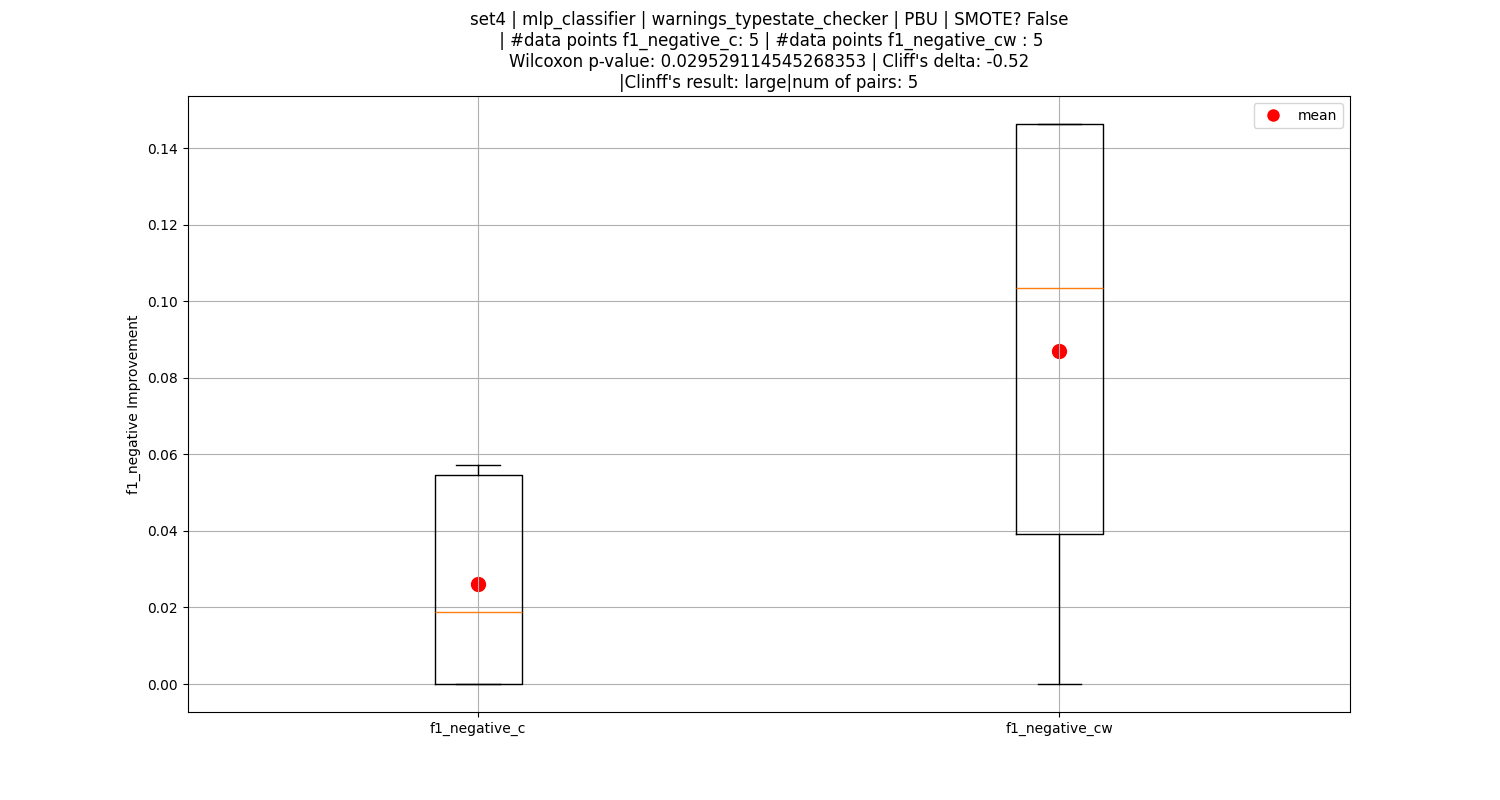 set4 | mlp_classifier | warnings_typestate_checker | PBU | SMOTE? False
| #data points f1_negative_c: 5 | #data points f1_negative_cw : 5
Wilcoxon p-value: 0.029529114545268353 | Cliff's delta: -0.52
|Clinff's result: large|num of pairs: 5
mean
0.14
0.12
0.10
0.08
0.06
0.04
0.02
0.00
f1_negative Improvement
f1_negative_c
f1_negative_cw